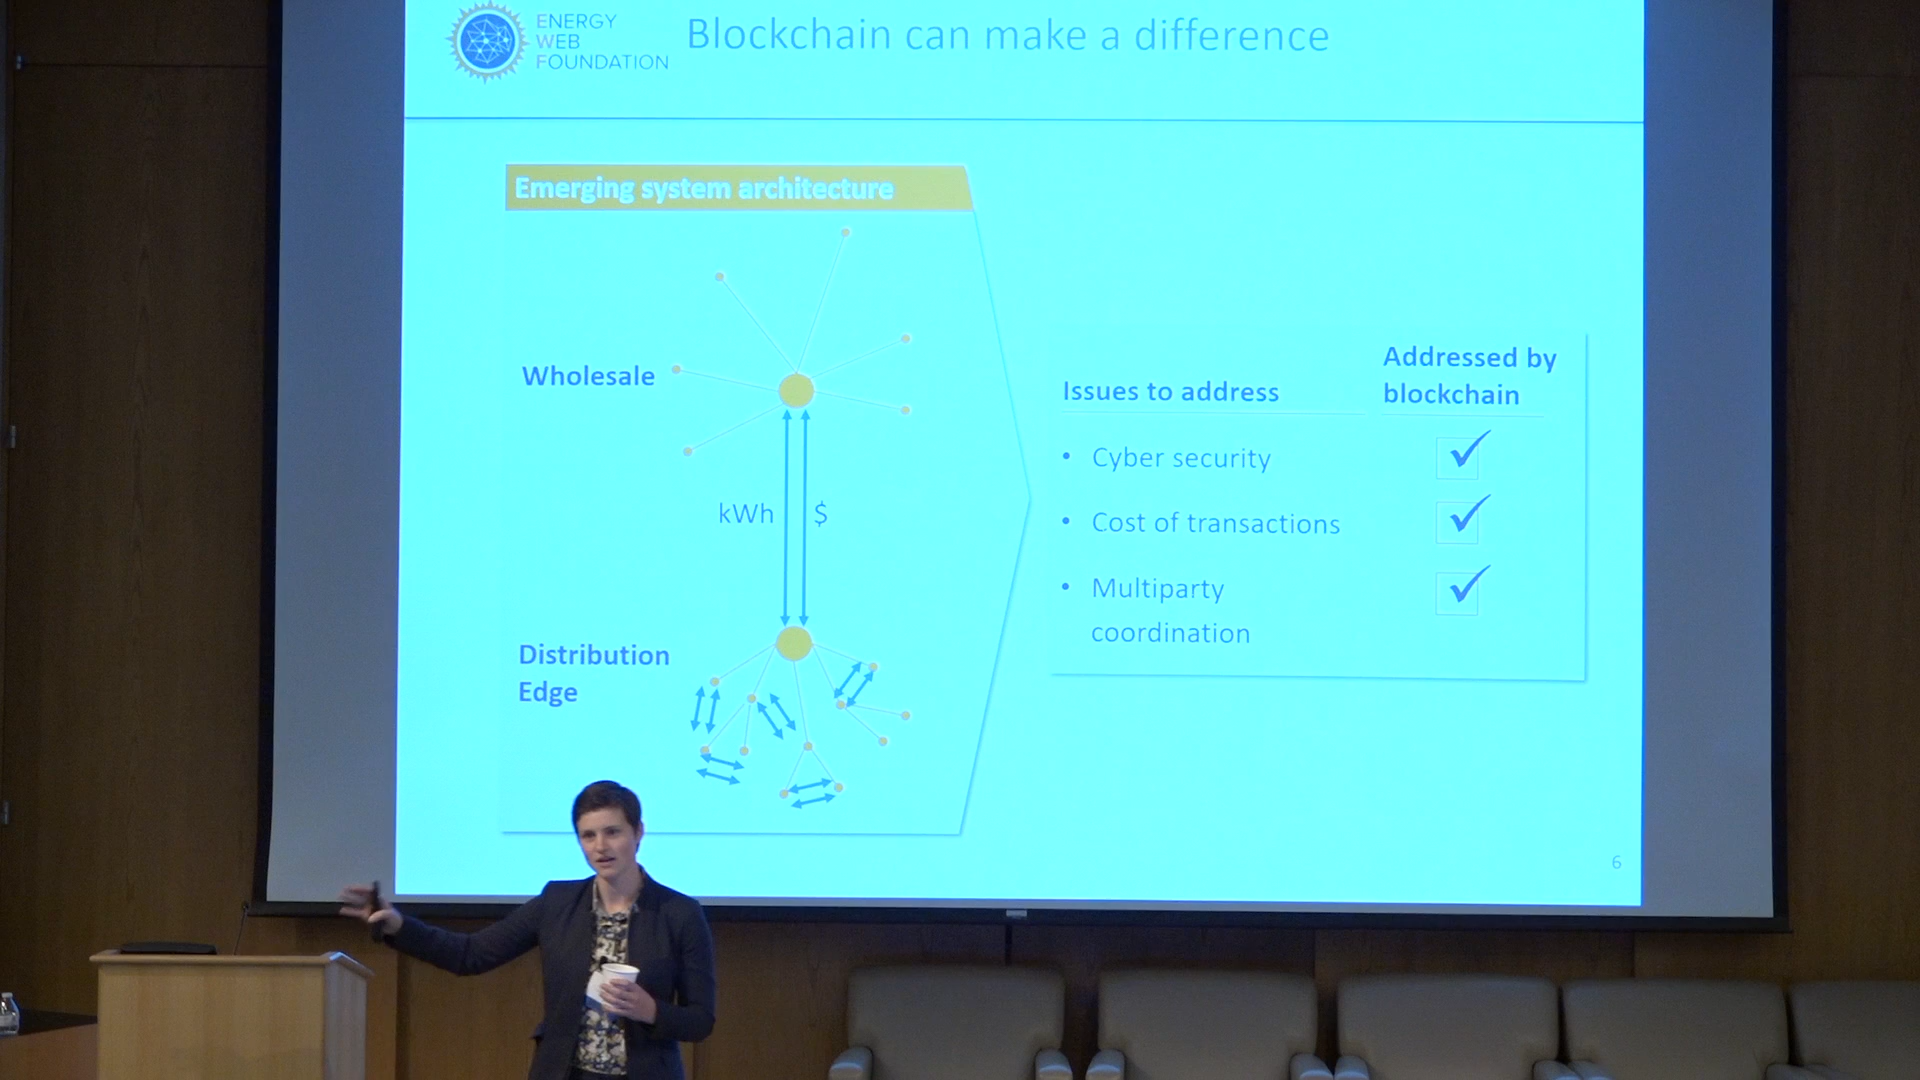 ENERGY
WEB
FOUNDATION
Blockchain can make a difference
Emerging system architecture
Wholesale
kWh
$
Distribution
Edge
Issues to address
Addressed by
blockchain
• Cyber security
• Cost of transactions
• Multiparty
coordination
6